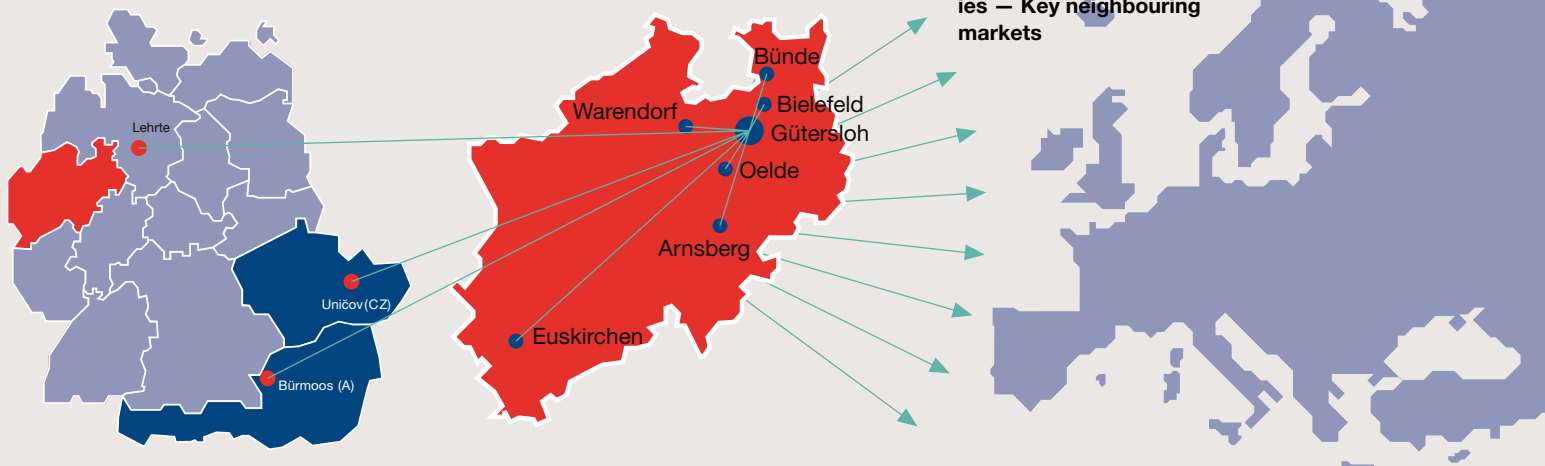 ies — Key neighbouring
markets
Lehrte
Uničov (CZ)
Bürmoos (A)
Bünde
Warendorf
Bielefeld
Gütersloh
Oelde
Arnsberg
Euskirchen